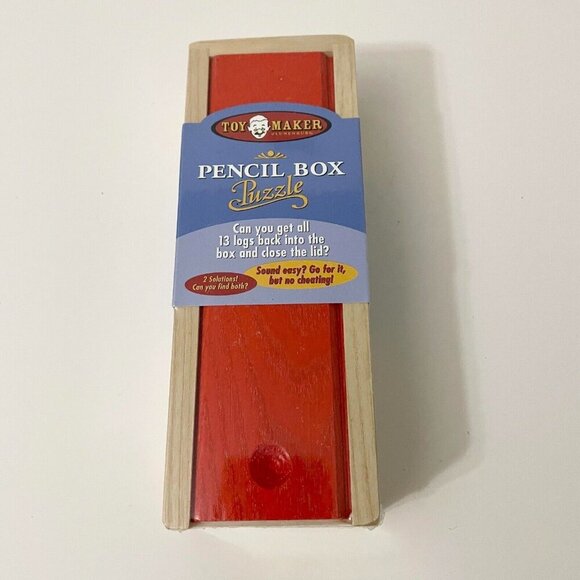 TOY MAKER
PENCIL BOX
Puzzle
Can you get all
13 logs back into the
box and close the lid?
2 Solutions!
Can you find both?
Sound easy? Go for it,
but no cheating!